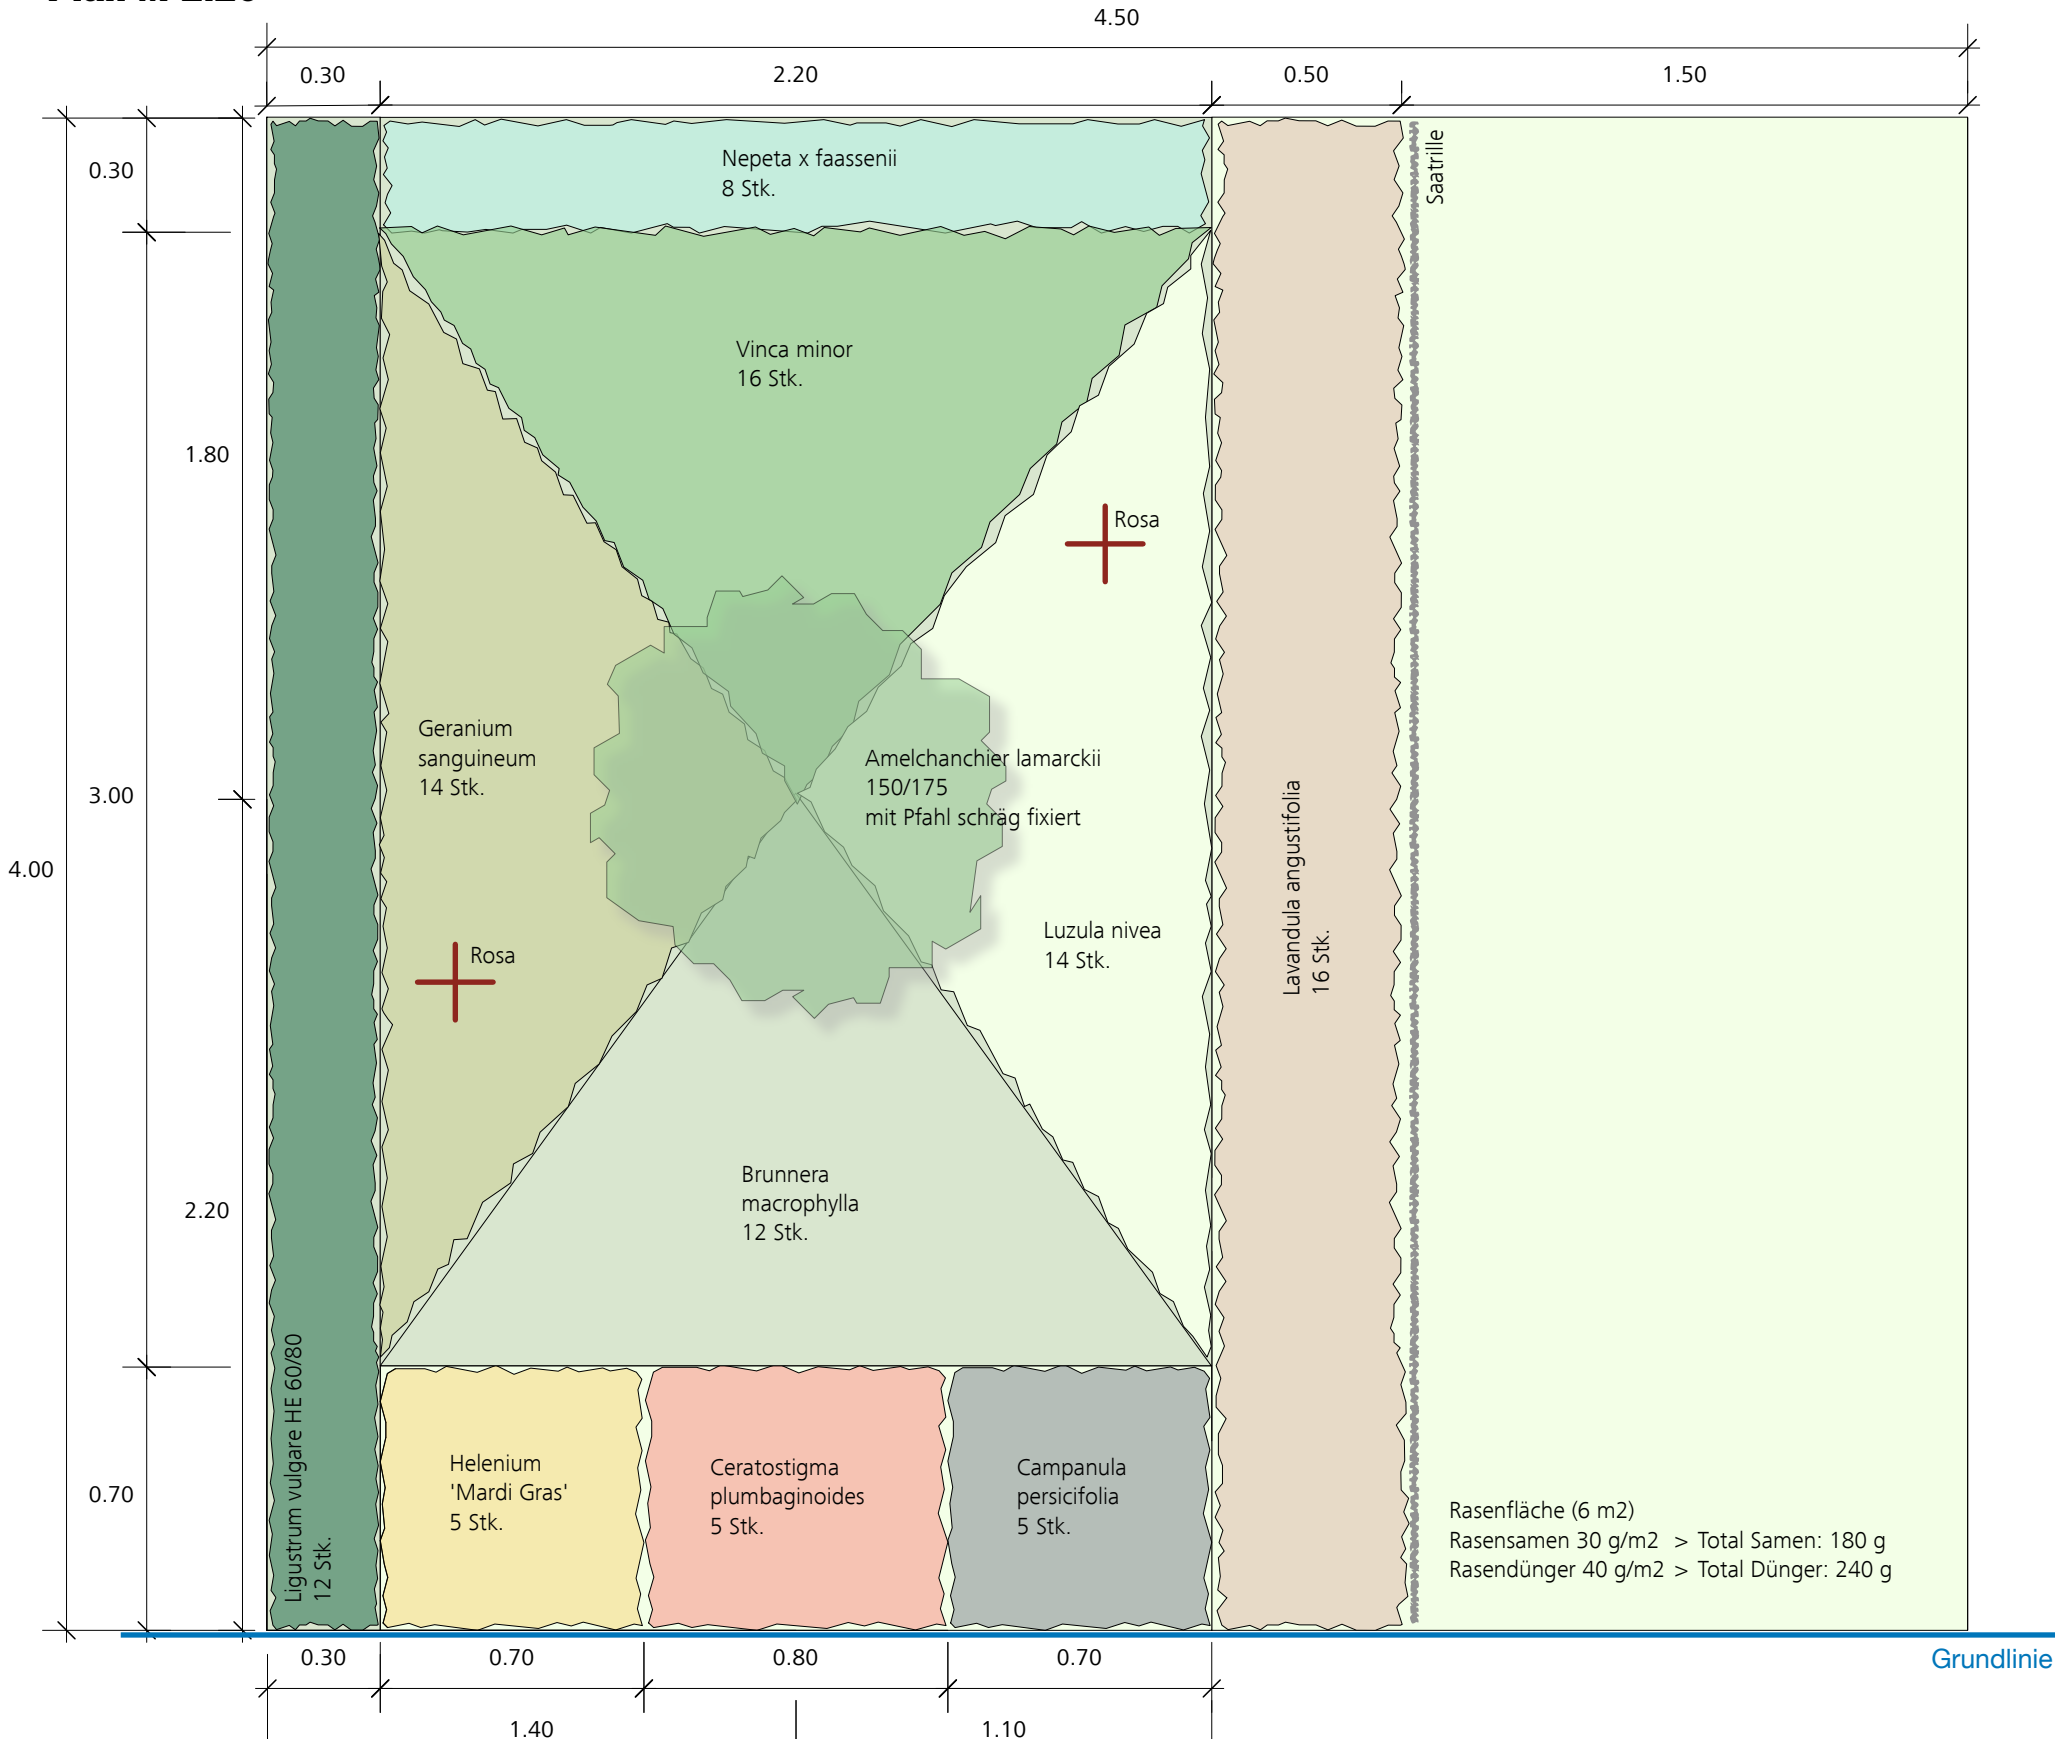 4.50
0.30
2.20
0.50
1.50
0.30
Nepeta x faassenii
8 Stk.
Saatrille
Vinca minor
16 Stk.
1.80
Rosa
Geranium
sanguineum
14 Stk.
Amelchanchier lamarckii
150/175
mit Pfahl schräg fixiert
3.00
4.00
Lavandula angustifolia
16 Stk.
Luzula nivea
14 Stk.
Rosa
Brunnera
macrophylla
12 Stk.
2.20
Ligustrum vulgare HE 60/80
12 Stk.
0.70
Helenium
'Mardi Gras'
5 Stk.
Ceratostigma
plumbaginoides
5 Stk.
Campanula
persicifolia
5 Stk.
Rasenfläche (6 m2)
Rasensamen 30 g/m2 > Total Samen: 180 g
Rasendünger 40 g/m2 > Total Dünger: 240 g
Grundlinie
0.30
0.70
0.80
0.70
1.40
1.10